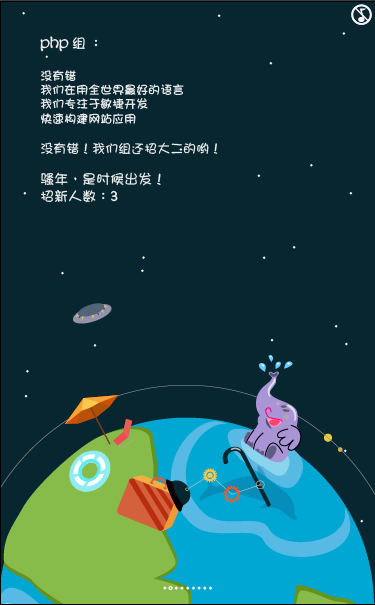 php 组：
没有错
我们在用全世界最好的语言
我们专注于敏捷开发
快速构建网站应用
没有错！我们组还招大二的哟！
骚年，是时候出发！
招新人数：3